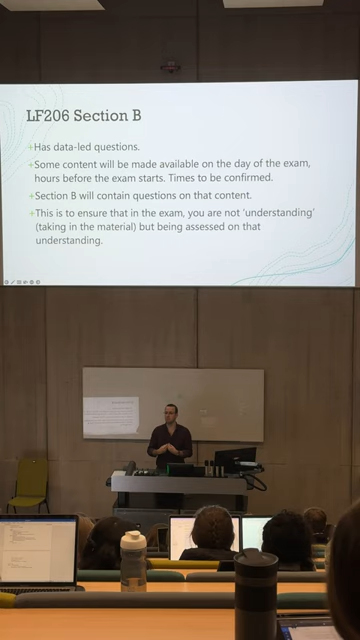 LF206 Section B
+Has data-led questions.
+Some content will be made available on the day of the exam,
hours before the exam starts. Times to be confirmed.
+Section B will contain questions on that content.
+This is to ensure that in the exam, you are not 'understanding'
(taking in the material) but being assessed on that
understanding.